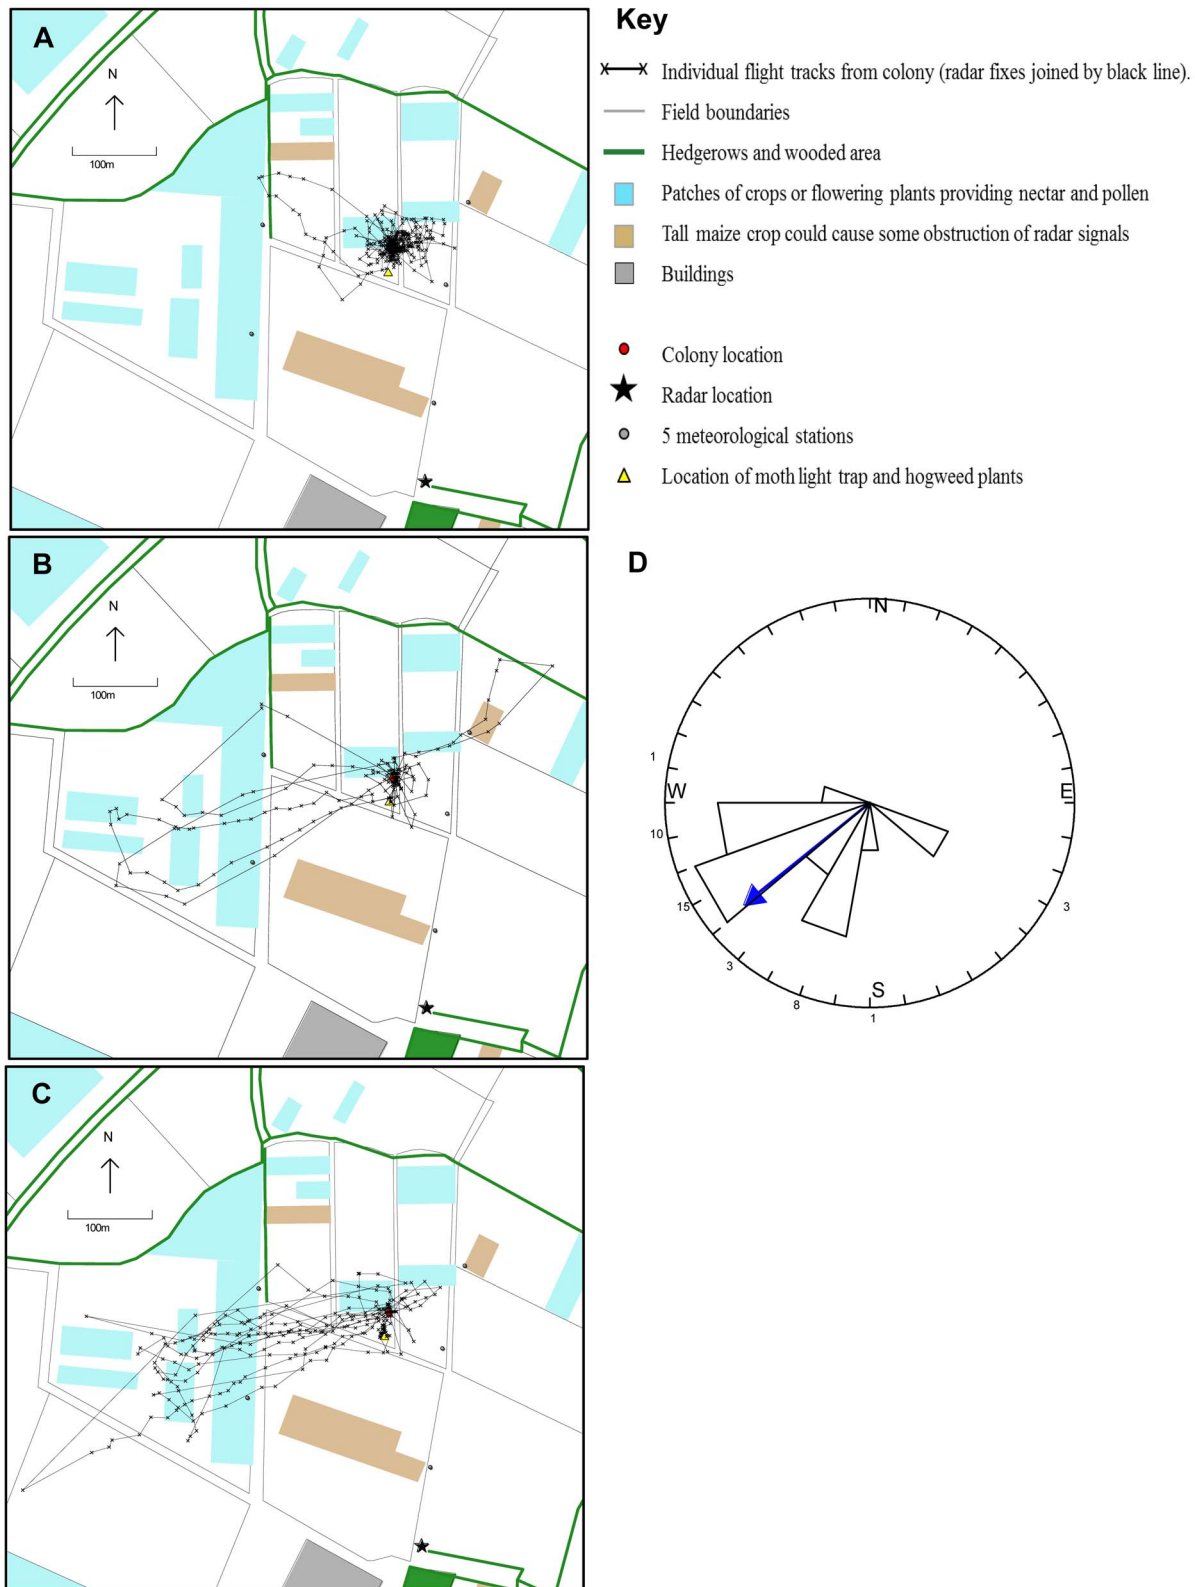 A
N
100m
Key
Individual flight tracks from colony (radar fixes joined by black line).
Field boundaries
Hedgerows and wooded area
Patches of crops or flowering plants providing nectar and pollen
Tall maize crop could cause some obstruction of radar signals
Buildings
Colony location
Radar location
5 meteorological stations
Location of moth light trap and hogweed plants
B
N
100m
D
N
1
W
E
10
15
3
3
8
S
1
C
N
100m